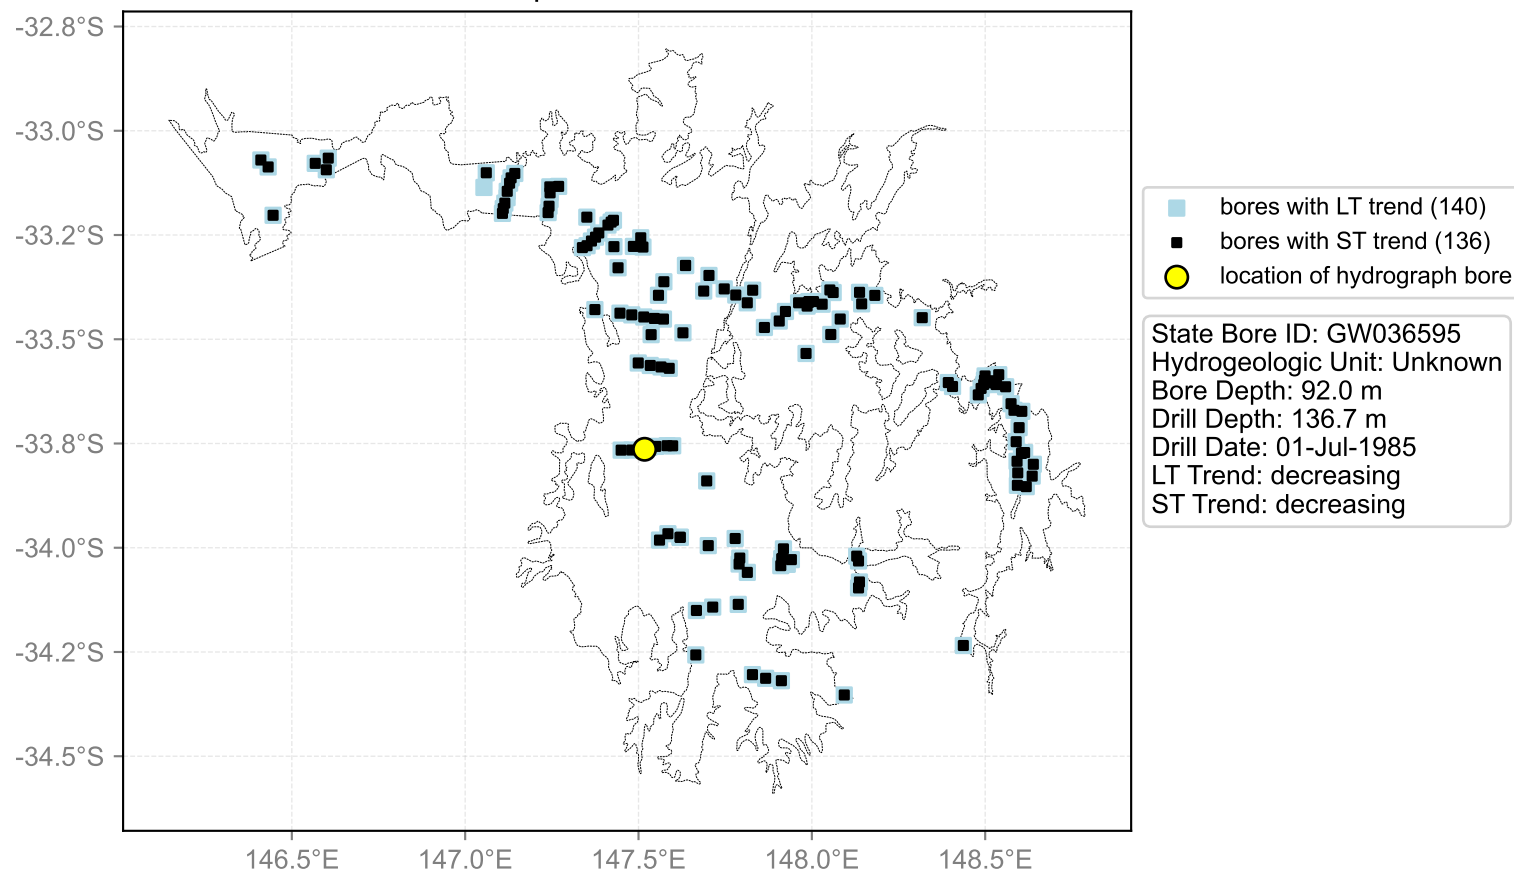 -32.8°S
-33.0°S
-33.2°S
-33.5°S
-33.8°S
-34.0°S
-34.2°S
-34.5°S
146.5°E
147.0°E
147.5°E
148.0°E
148.5°E
bores with LT trend (140)
bores with ST trend (136)
location of hydrograph bore
State Bore ID: GW036595
Hydrogeologic Unit: Unknown
Bore Depth: 92.0 m
Drill Depth: 136.7 m
Drill Date: 01-Jul-1985
LT Trend: decreasing
ST Trend: decreasing